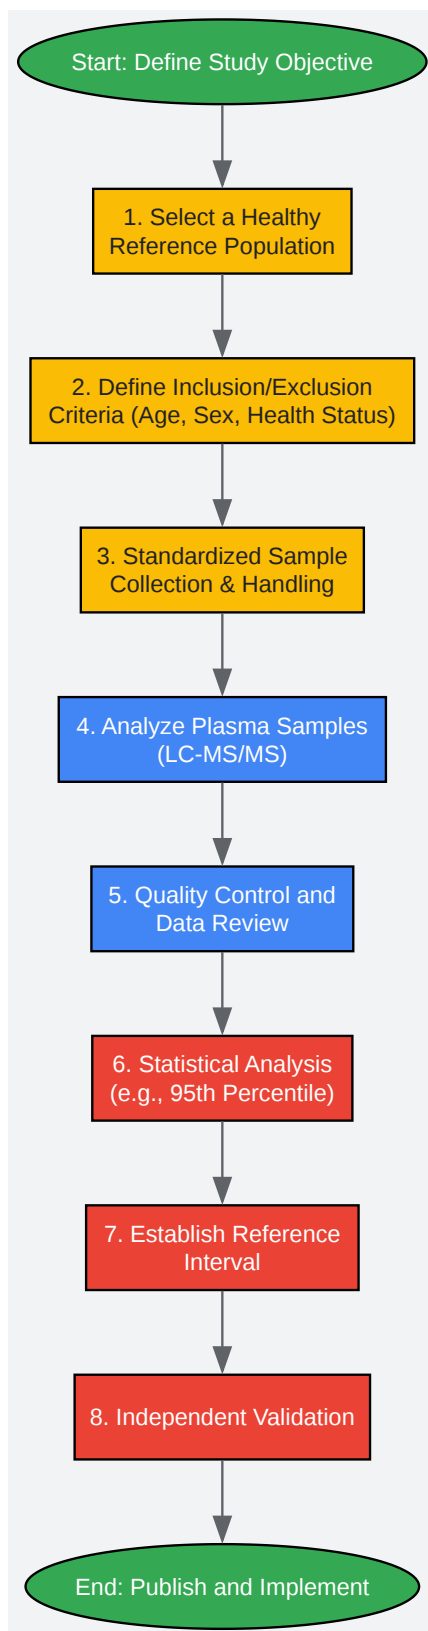 Start: Define Study Objective
1. Select a Healthy
Reference Population
2. Define Inclusion/Exclusion
Criteria (Age, Sex, Health Status)
3. Standardized Sample
Collection & Handling
4. Analyze Plasma Samples
(LC-MS/MS)
5. Quality Control and
Data Review
6. Statistical Analysis
(e.g., 95th Percentile)
7. Establish Reference
Interval
8. Independent Validation
End: Publish and Implement